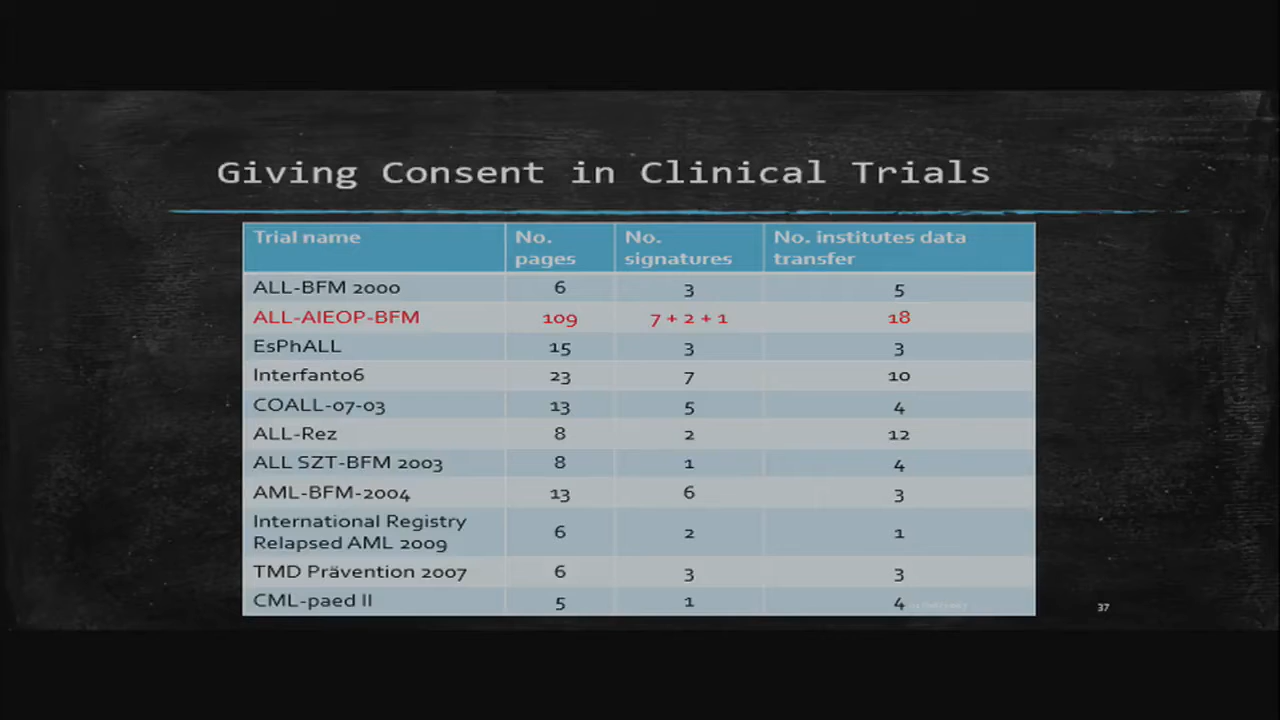 Giving Consent in Clinical Trials
Trial name No. pages No. signatures No. institutes data transfer
ALL-BFM 2000 6 3 5
ALL-AIEOP-BFM 109 7 + 2 + 1 18
EsPhALL 15 3 3
Interfant06 23 7 10
COALL-07-03 13 5 4
ALL-Rez 8 2 12
ALL SZT-BFM 2003 8 1 4
AML-BFM-2004 13 6 3
International Registry
Relapsed AML 2009 6 2 1
TMD Prävention 2007 6 3 3
CML-paed II 5 1 4
37